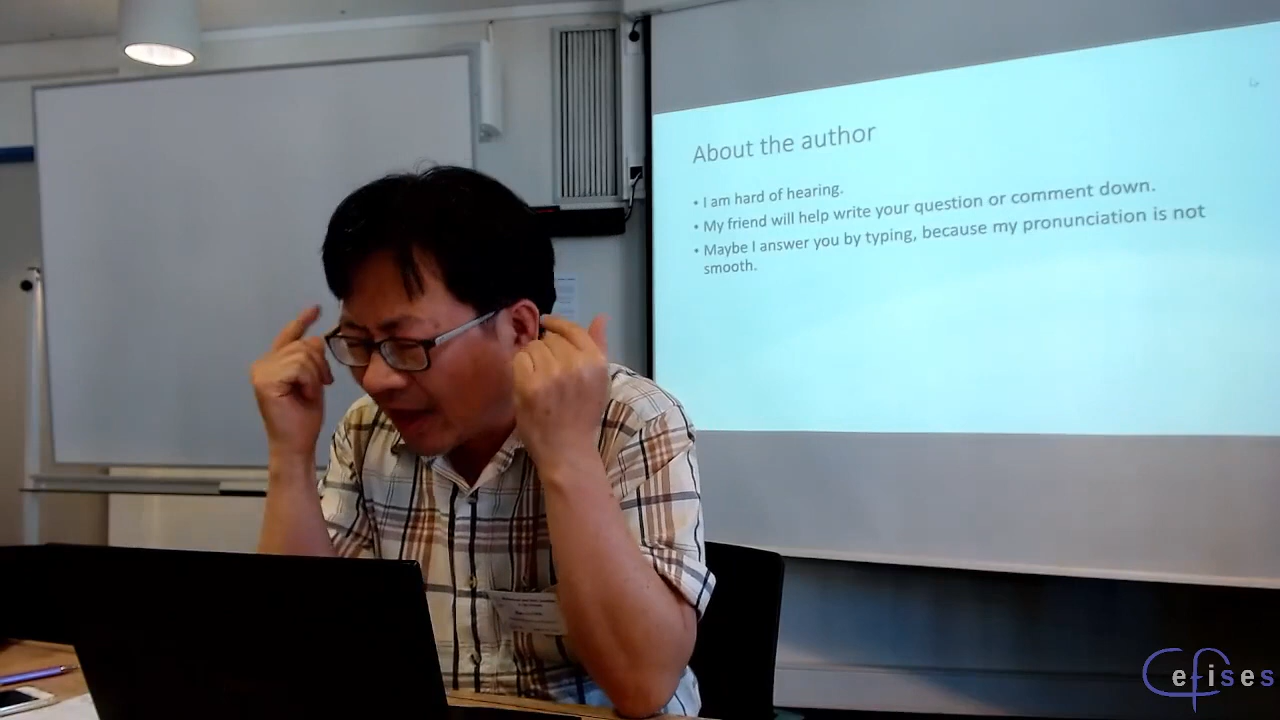 About the author
• I am hard of hearing.
• My friend will help write your question or comment down.
• Maybe I answer you by typing, because my pronunciation is not
smooth.
efises